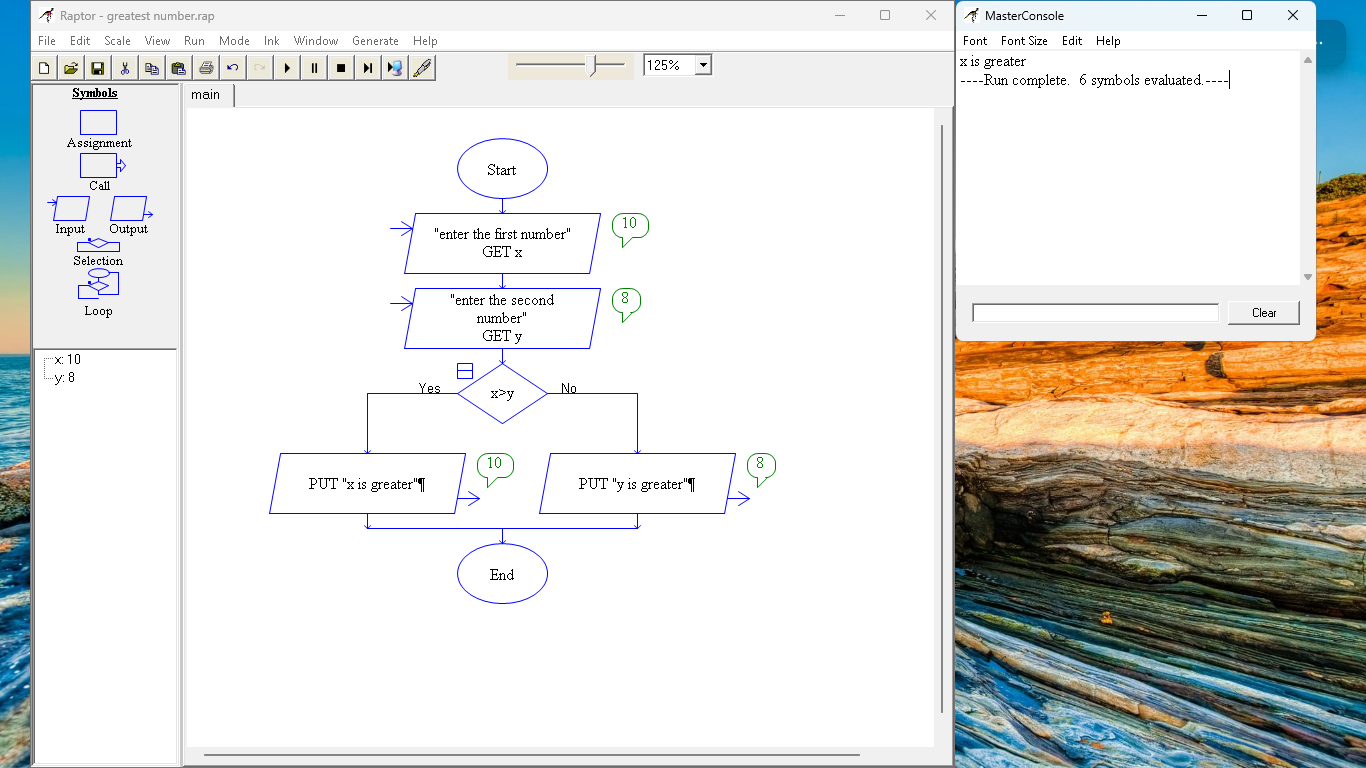 Raptor - greatest number.rap
File Edit Scale View Run Mode Ink Window Generate Help
125%
Symbols
Assignment
Call
Input Output
Selection
Loop
x: 10
y: 8
main
Start
"enter the first number"
GET x
10
"enter the second
number"
GET y
8
Yes
x>y
No
PUT "x is greater"¶
10
PUT "y is greater"¶
8
End
MasterConsole
Font Font Size Edit Help
x is greater
----Run complete. 6 symbols evaluated.----
Clear